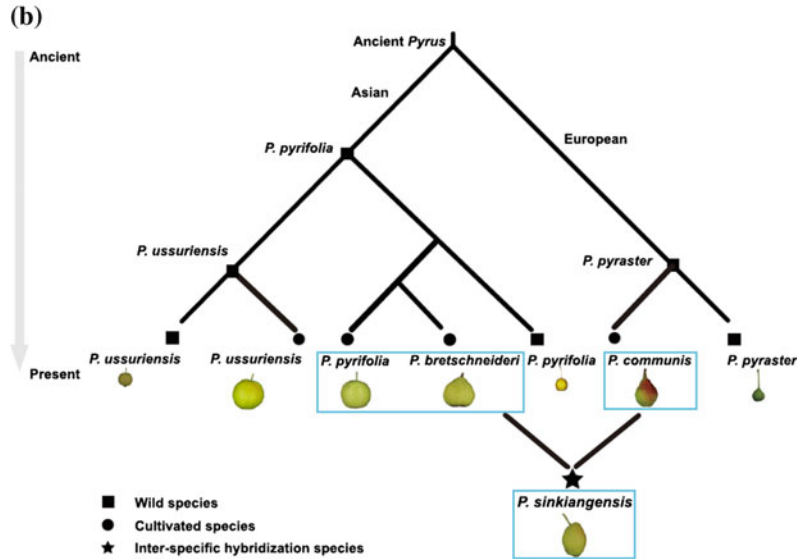 (b)
Ancient
Ancient Pyrus
Asian
European
P. pyrifolia
P. ussuriensis
P. pyraster
Present
P. ussuriensis
P. ussuriensis
P. pyrifolia
P. bretschneideri
P. pyrifolia
P. communis
P. pyraster
P. sinkiangensis
Wild species
Cultivated species
Inter-specific hybridization species